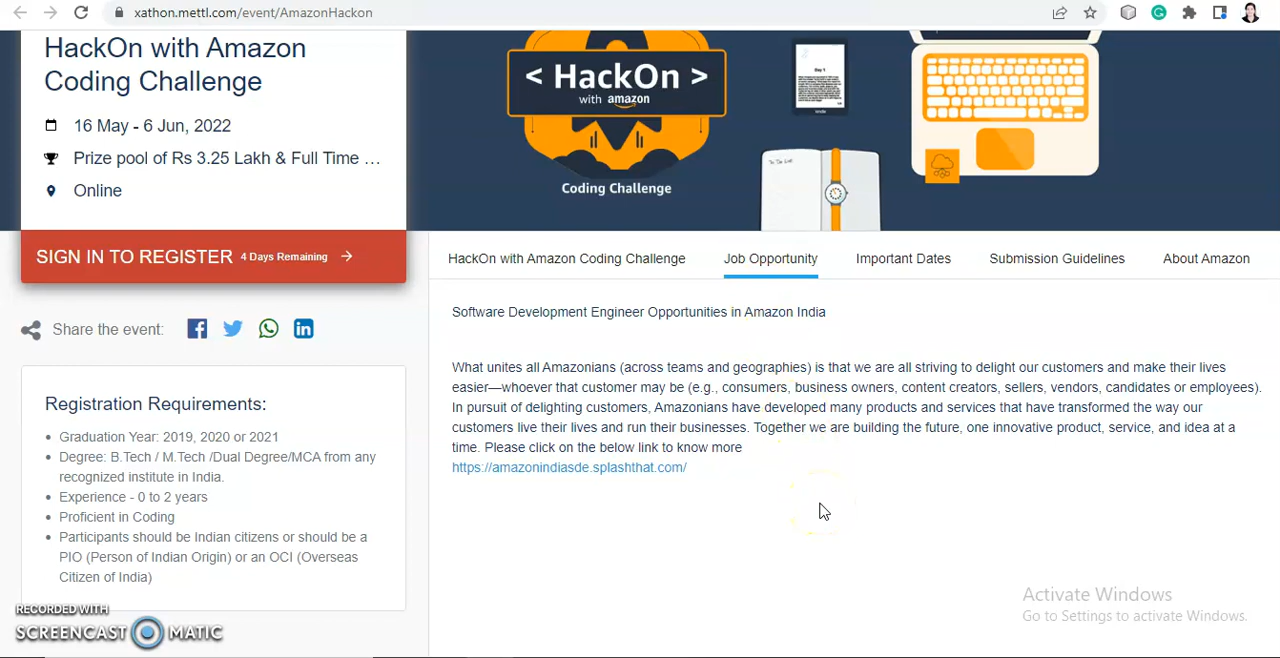 xathon.mettl.com/event/AmazonHackon
HackOn with Amazon
Coding Challenge
16 May - 6 Jun, 2022
Prize pool of Rs 3.25 Lakh & Full Time …
Online
SIGN IN TO REGISTER 4 Days Remaining →
Share the event:
Registration Requirements:
• Graduation Year: 2019, 2020 or 2021
• Degree: B.Tech / M.Tech /Dual Degree/MCA from any
recognized institute in India.
• Experience - 0 to 2 years
• Proficient in Coding
• Participants should be Indian citizens or should be a
PIO (Person of Indian Origin) or an OCI (Overseas
Citizen of India)
RECORDED WITH
SCREENCAST MATIC
< HackOn >
with amazon
Coding Challenge
Day 1
kindle
To Do List
HackOn with Amazon Coding Challenge Job Opportunity Important Dates Submission Guidelines About Amazon
Software Development Engineer Opportunities in Amazon India
What unites all Amazonians (across teams and geographies) is that we are all striving to delight our customers and make their lives
easier—whoever that customer may be (e.g., consumers, business owners, content creators, sellers, vendors, candidates or employees).
In pursuit of delighting customers, Amazonians have developed many products and services that have transformed the way our
customers live their lives and run their businesses. Together we are building the future, one innovative product, service, and idea at a
time. Please click on the below link to know more
https://amazonindiasde.splashthat.com/
Activate Windows
Go to Settings to activate Windows.